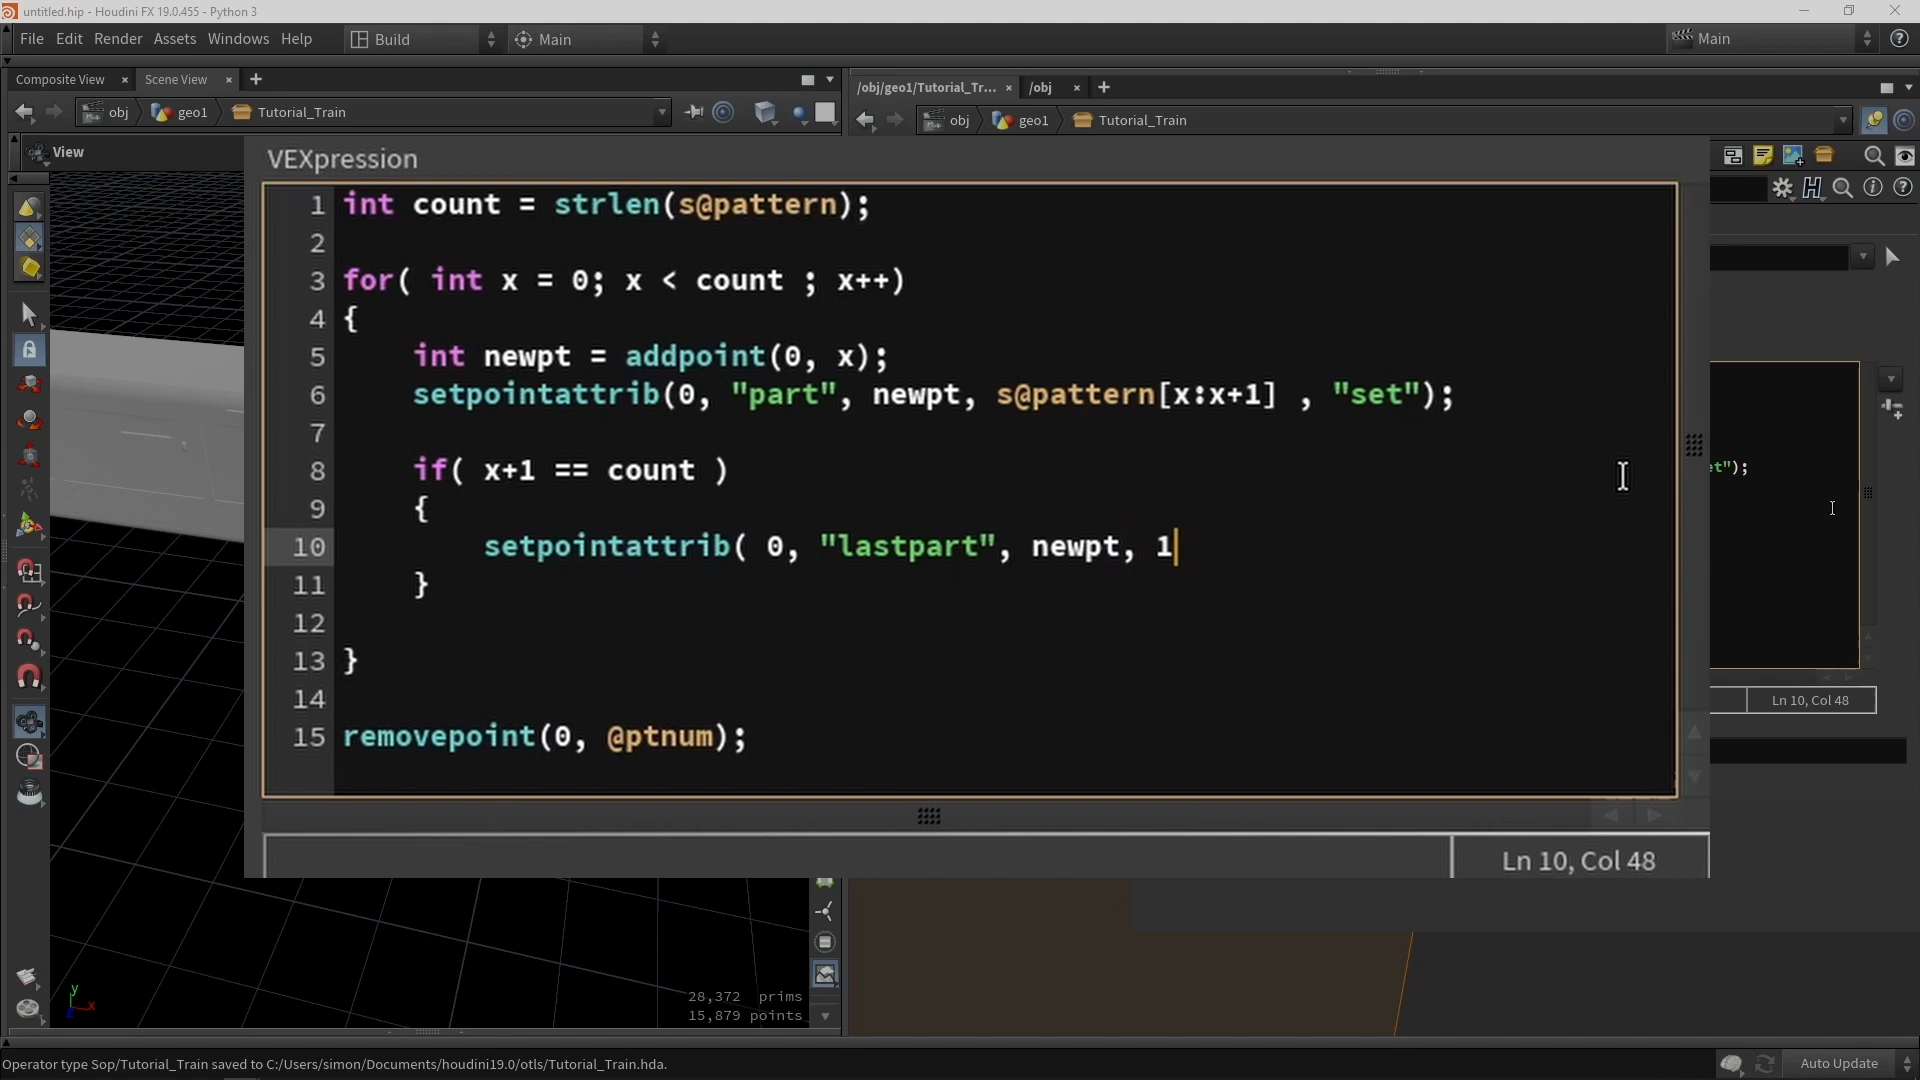 untitled.hip - Houdini FX 19.0.455 - Python 3
File Edit Render Assets Windows Help Build Main Main
Composite View × Scene View × +
/obj/geo1/Tutorial_Tr... × /obj × +
obj geo1 Tutorial_Train
obj geo1 Tutorial_Train
View
VEXpression
1 int count = strlen(s@pattern);
2
3 for( int x = 0; x < count ; x++)
4 {
5 int newpt = addpoint(0, x);
6 setpointattrib(0, "part", newpt, s@pattern[x:x+1] , "set");
7
8 if( x+1 == count )
9 {
10 setpointattrib( 0, "lastpart", newpt, 1
11 }
12
13 }
14
15 removepoint(0, @ptnum);
Ln 10, Col 48
et");
Ln 10, Col 48
28,372 prims
15,879 points
y
x
Operator type Sop/Tutorial_Train saved to C:/Users/simon/Documents/houdini19.0/otls/Tutorial_Train.hda.
Auto Update